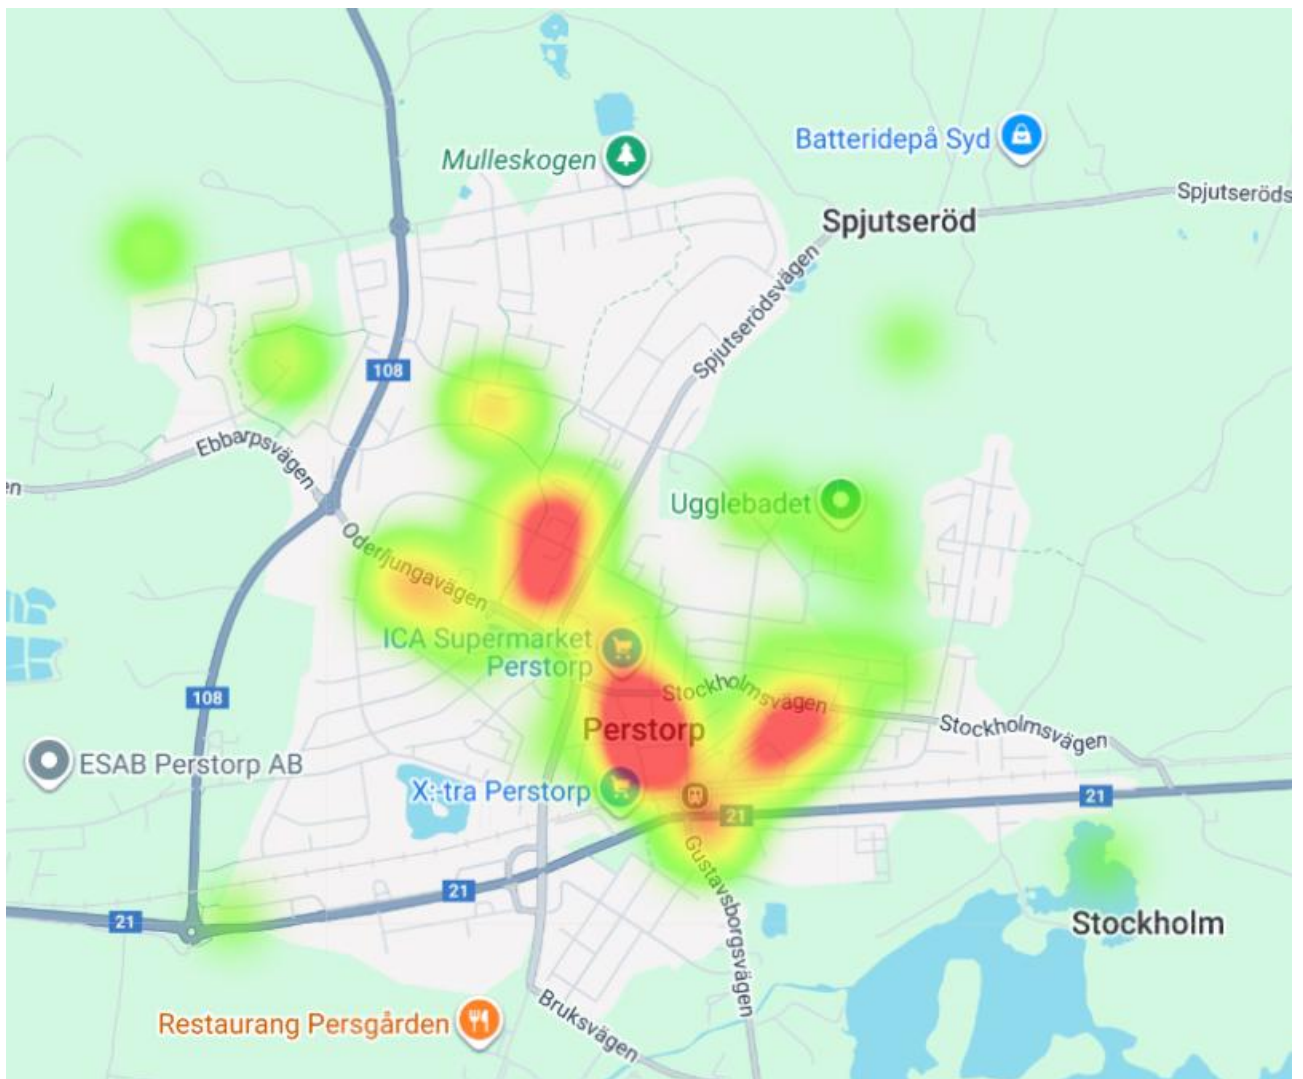 Mulleskogen
Batteridepå Syd
Spjutseröds
Spjutseröd
Spjutserödsvägen
108
Ebbarpsvägen
en
Ugglebadet
Oderljungavägen
ICA Supermarket
Perstorp
Stockholmsvägen
108
Perstorp
Stockholmsvägen
ESAB Perstorp AB
X:-tra Perstorp
21
21
Gustavsborgsvägen
21
21
Stockholm
Restaurang Persgården
Bruksvägen